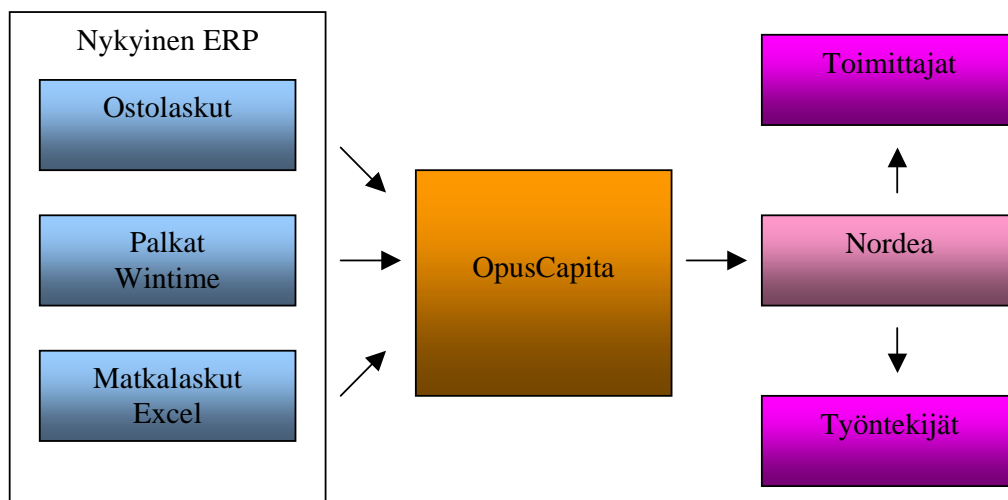 Nykyinen ERP
Ostolaskut
Palkat
Wintime
Matkalaskut
Excel
OpusCapita
Toimittajat
Nordea
Työntekijät